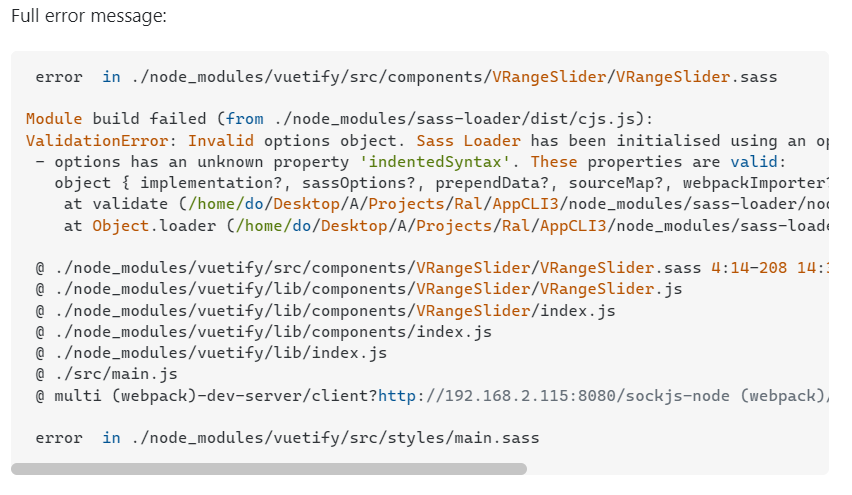 Full error message:
error  in ./node_modules/vuetify/src/components/VRangeSlider/VRangeSlider.sass
Module build failed (from ./node_modules/sass-loader/dist/cjs.js):
ValidationError: Invalid options object. Sass Loader has been initialised using an
 - options has an unknown property 'indentedSyntax'. These properties are valid:
   object { implementation?, sassOptions?, prependData?, sourceMap?, webpackImporter?
    at validate (/home/do/Desktop/A/Projects/Ral/AppCLI3/node_modules/sass-loader/
    at Object.loader (/home/do/Desktop/A/Projects/Ral/AppCLI3/node_modules/
 @ ./node_modules/vuetify/src/components/VRangeSlider/VRangeSlider.sass 4:14-208
 @ ./node_modules/vuetify/lib/components/VRangeSlider/VRangeSlider.js
 @ ./node_modules/vuetify/lib/components/VRangeSlider/index.js
 @ ./node_modules/vuetify/lib/components/index.js
 @ ./node_modules/vuetify/lib/index.js
 @ ./src/main.js
 @ multi (webpack)-dev-server/client?http://192.168.2.115:8080/sockjs-node (webpack)/
error  in ./node_modules/vuetify/src/styles/main.sass